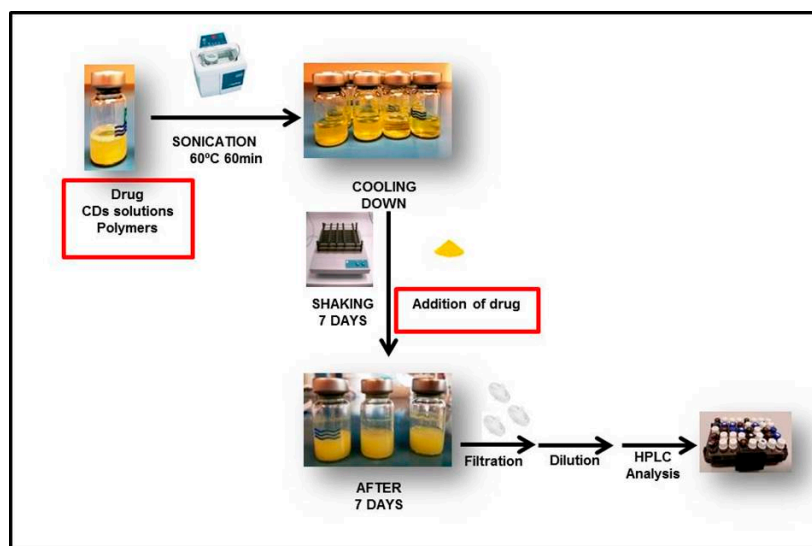 SONICATION
60ºC 60min
Drug
CDs solutions
Polymers
COOLING
DOWN
SHAKING
7 DAYS
Addition of drug
AFTER
7 DAYS
Filtration
Dilution
HPLC
Analysis